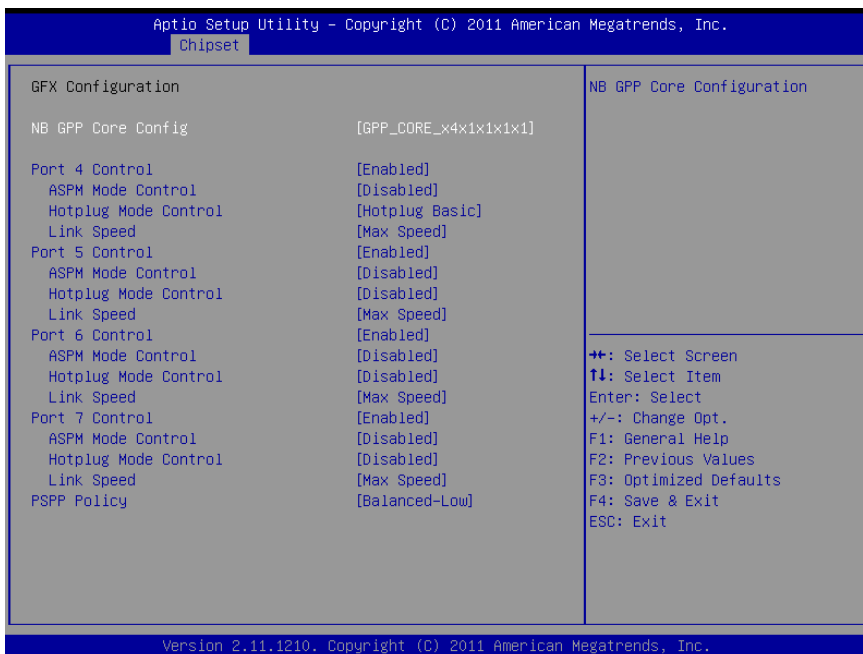 Aptio Setup Utility – Copyright (C) 2011 American Megatrends, Inc.
Chipset
GFX Configuration
NB GPP Core Config [GPP_CORE_x4x1x1x1x1]
Port 4 Control [Enabled]
ASPM Mode Control [Disabled]
Hotplug Mode Control [Hotplug Basic]
Link Speed [Max Speed]
Port 5 Control [Enabled]
ASPM Mode Control [Disabled]
Hotplug Mode Control [Disabled]
Link Speed [Max Speed]
Port 6 Control [Enabled]
ASPM Mode Control [Disabled]
Hotplug Mode Control [Disabled]
Link Speed [Max Speed]
Port 7 Control [Enabled]
ASPM Mode Control [Disabled]
Hotplug Mode Control [Disabled]
Link Speed [Max Speed]
PSPP Policy [Balanced-Low]
NB GPP Core Configuration
→←: Select Screen
↑↓: Select Item
Enter: Select
+/-: Change Opt.
F1: General Help
F2: Previous Values
F3: Optimized Defaults
F4: Save & Exit
ESC: Exit
Version 2.11.1210. Copyright (C) 2011 American Megatrends, Inc.